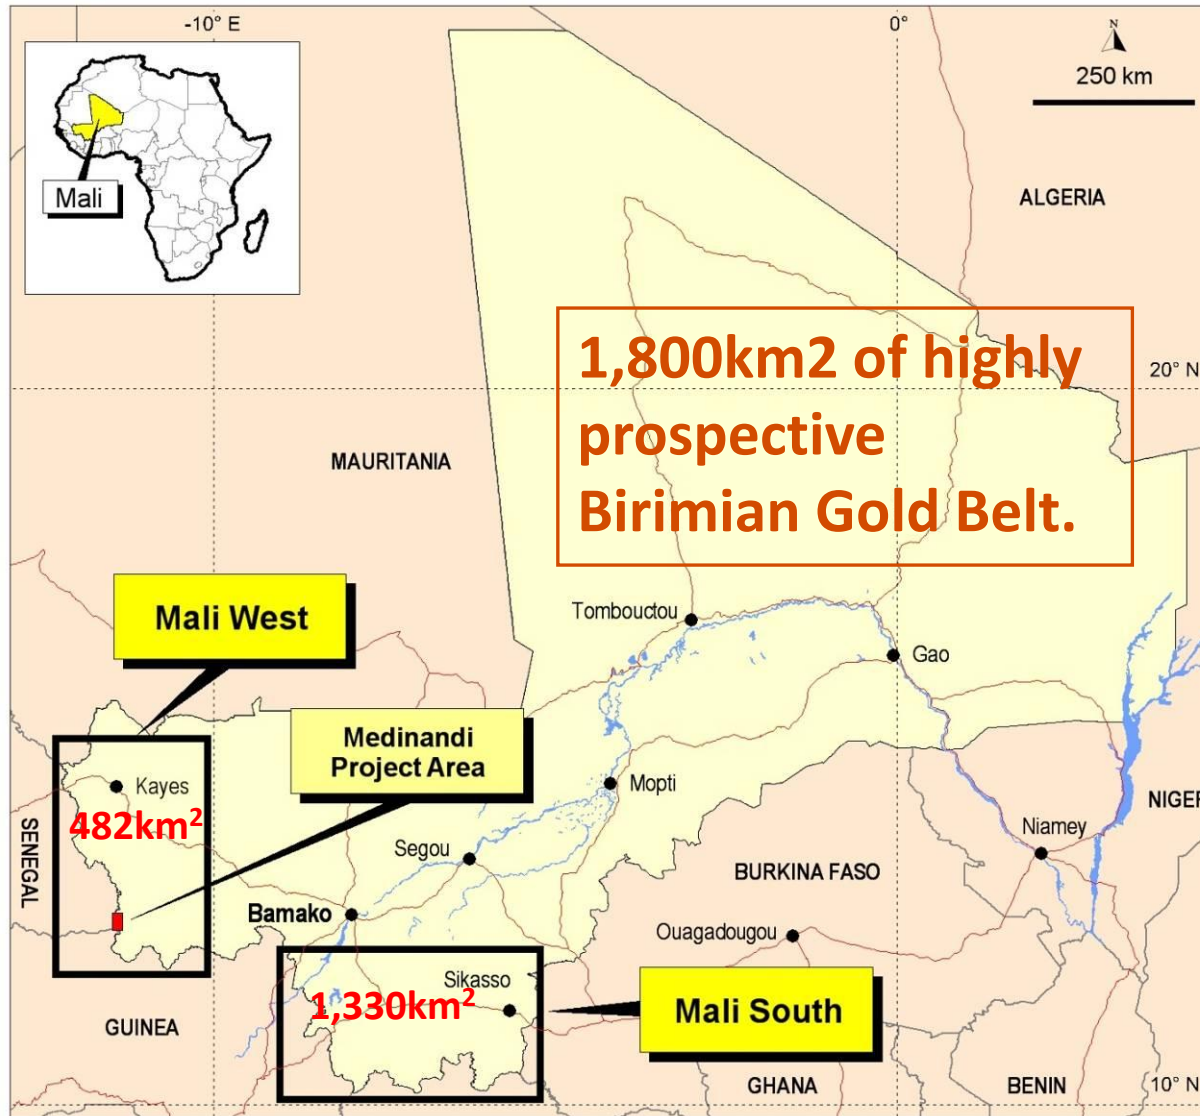 -10° E
0°
N
250 km
Mali
ALGERIA
1,800km2 of highly
prospective
Birimian Gold Belt.
20° N
MAURITANIA
Mali West
Tombouctou
Gao
Medinandi
Project Area
Kayes
482km²
Mopti
NIGER
SENEGAL
Niamey
Segou
BURKINA FASO
Bamako
Ouagadougou
Sikasso
1,330km²
Mali South
GUINEA
GHANA
BENIN
10° N